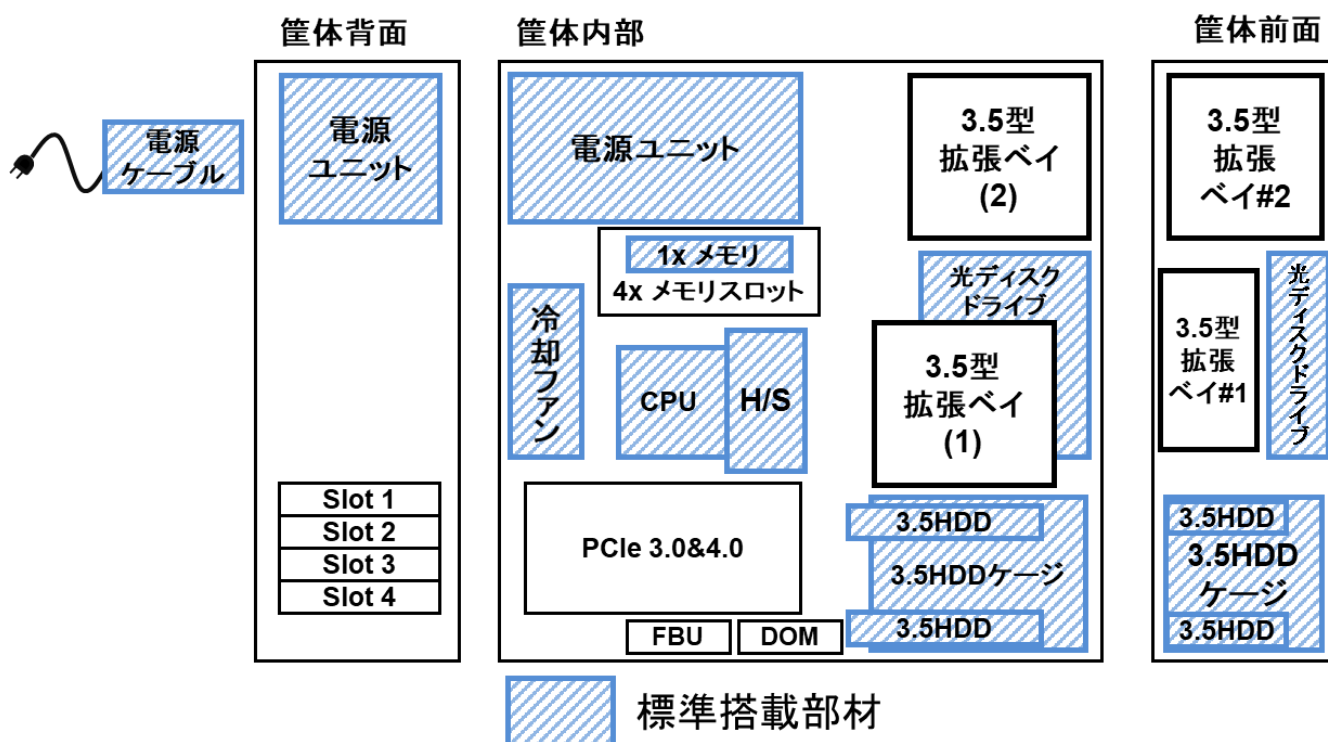 筐体背面
電源
ケーブル
電源
ユニット
Slot 1
Slot 2
Slot 3
Slot 4
筐体内部
電源ユニット
1x メモリ
4x メモリスロット
冷却ファン
CPU
H/S
3.5型
拡張ベイ
(2)
光ディスク
ドライブ
3.5型
拡張ベイ
(1)
PCIe 3.0&4.0
FBU
DOM
3.5HDD
3.5HDDケージ
3.5HDD
筐体前面
3.5型
拡張
ベイ#2
3.5型
拡張
ベイ#1
光ディスクドライブ
3.5HDD
3.5HDD
ケージ
3.5HDD
標準搭載部材